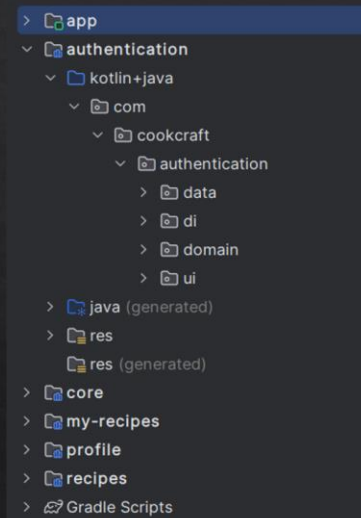 app
authentication
kotlin+java
com
cookcraft
authentication
data
di
domain
ui
java (generated)
res
res (generated)
core
my-recipes
profile
recipes
Gradle Scripts